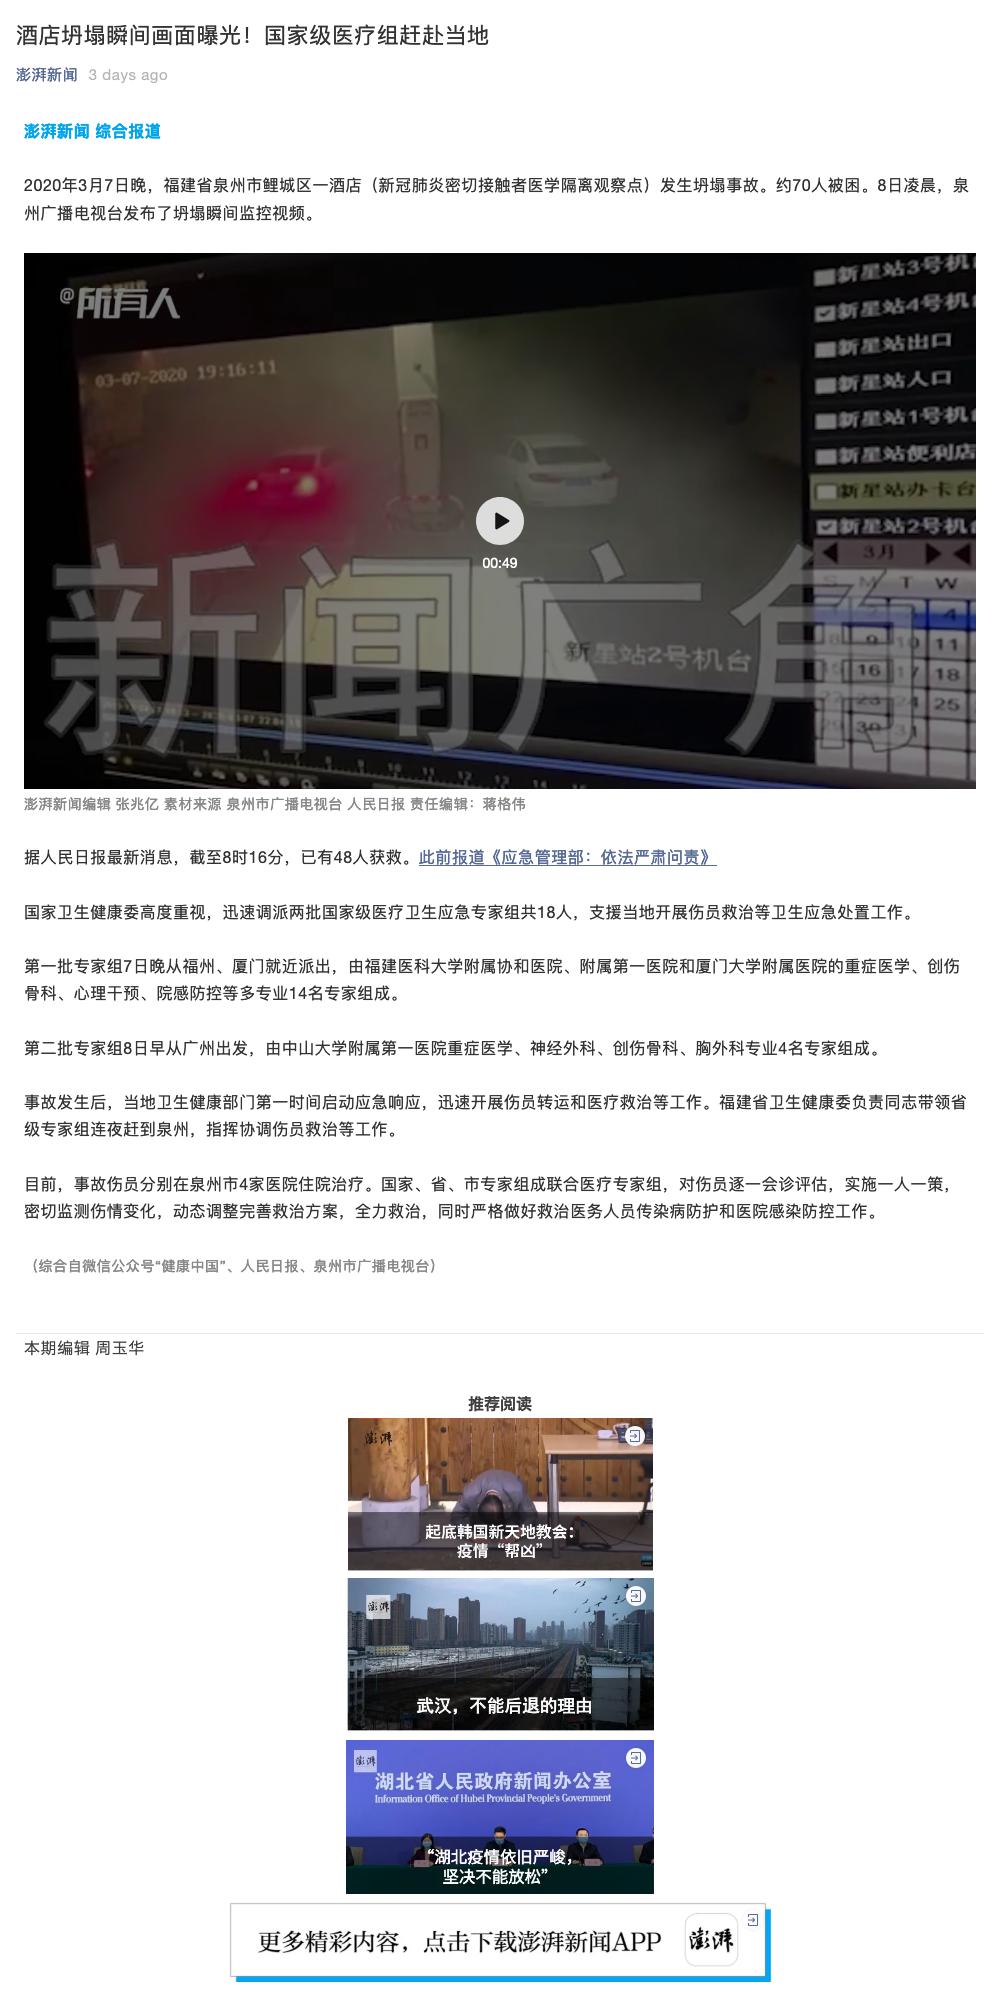 酒店坍塌瞬间画面曝光！国家级医疗组赶赴当地
澎湃新闻 3 days ago
澎湃新闻 综合报道
2020年3月7日晚，福建省泉州市鲤城区一酒店（新冠肺炎密切接触者医学隔离观察点）发生坍塌事故。约70人被困。8日凌晨，泉
州广播电视台发布了坍塌瞬间监控视频。
@所有人
03-07-2020 19:16:11
新星站3号机
新星站4号机
新星站出口
新星站入口
新星站1号机
新星站便利店
新星站办卡台
新星站2号机
3月
S M T W
4
8 9 10 11
15 16 17 18
22 23 24 25
29 30 31
00:49
新闻广角
新星站2号机台
澎湃新闻编辑 张兆亿 素材来源 泉州市广播电视台 人民日报 责任编辑：蒋格伟
据人民日报最新消息，截至8时16分，已有48人获救。此前报道《应急管理部：依法严肃问责》
国家卫生健康委高度重视，迅速调派两批国家级医疗卫生应急专家组共18人，支援当地开展伤员救治等卫生应急处置工作。
第一批专家组7日晚从福州、厦门就近派出，由福建医科大学附属协和医院、附属第一医院和厦门大学附属医院的重症医学、创伤
骨科、心理干预、院感防控等多专业14名专家组成。
第二批专家组8日早从广州出发，由中山大学附属第一医院重症医学、神经外科、创伤骨科、胸外科专业4名专家组成。
事故发生后，当地卫生健康部门第一时间启动应急响应，迅速开展伤员转运和医疗救治等工作。福建省卫生健康委负责同志带领省
级专家组连夜赶到泉州，指挥协调伤员救治等工作。
目前，事故伤员分别在泉州市4家医院住院治疗。国家、省、市专家组成联合医疗专家组，对伤员逐一会诊评估，实施一人一策，
密切监测伤情变化，动态调整完善救治方案，全力救治，同时严格做好救治医务人员传染病防护和医院感染防控工作。
（综合自微信公众号“健康中国”、人民日报、泉州市广播电视台）
本期编辑 周玉华
推荐阅读
澎湃
起底韩国新天地教会：
疫情“帮凶”
澎湃
武汉，不能后退的理由
澎湃
湖北省人民政府新闻办公室
Information Office of Hubei Provincial People's Government
“湖北疫情依旧严峻，
坚决不能放松”
更多精彩内容，点击下载澎湃新闻APP
澎湃